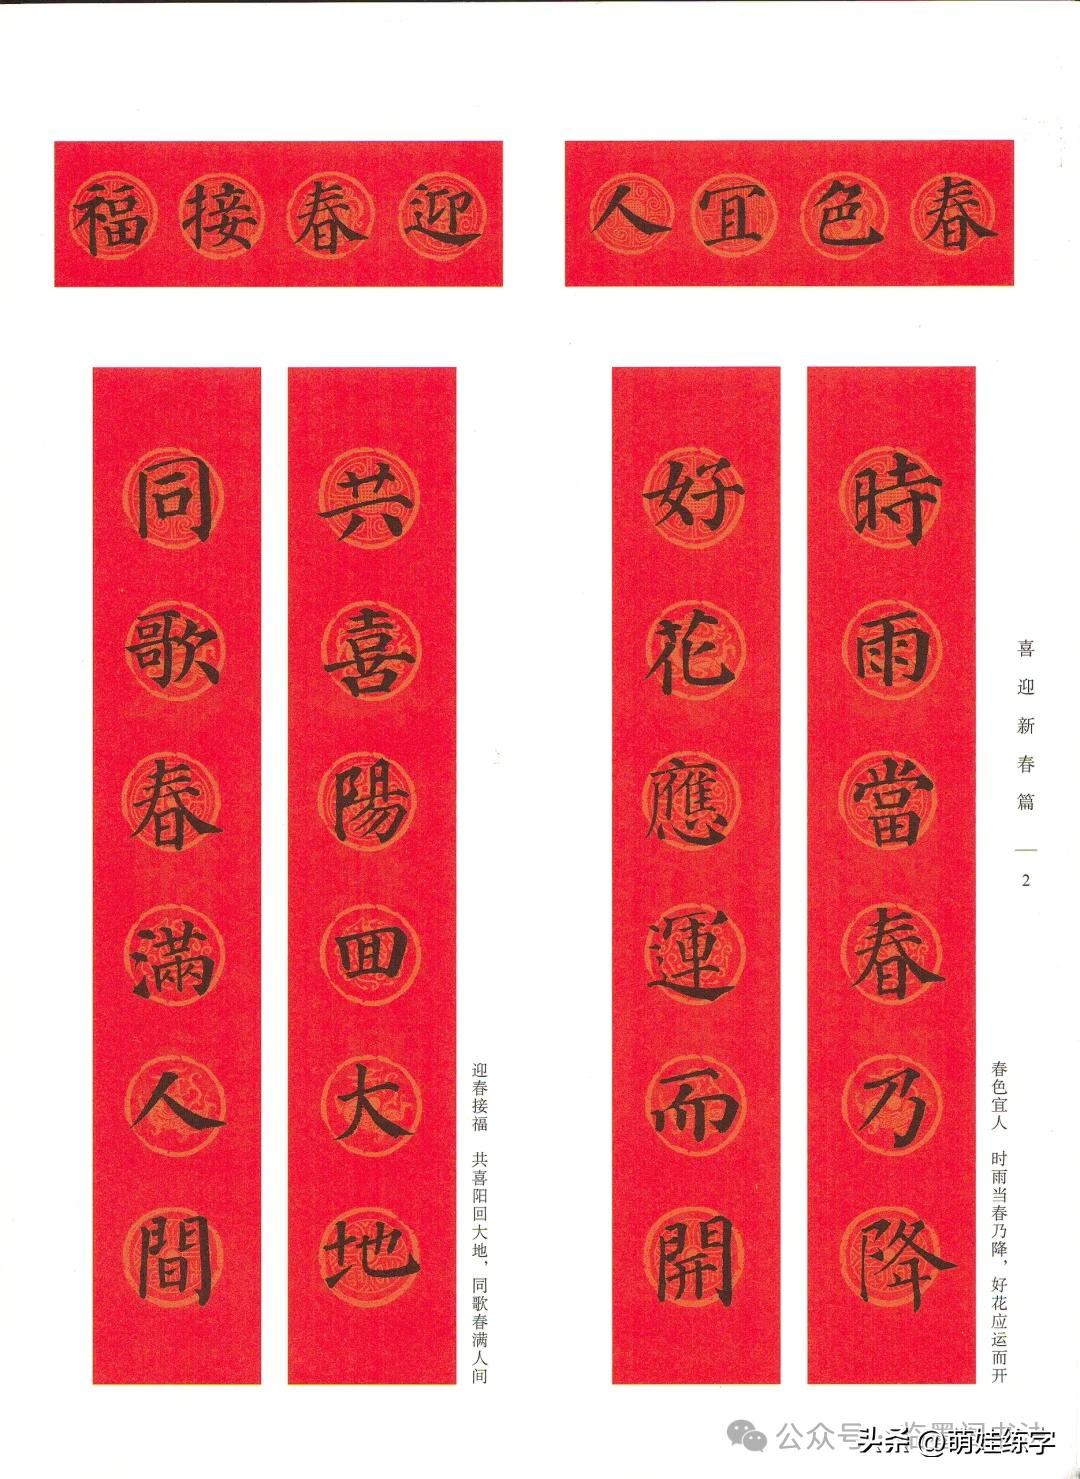 春色冝人
時雨當春乃降
好花應運而開
喜迎新春篇
2
春色宜人 时雨当春乃降，好花应运而开
迎春接福
共喜陽回大地
同歌春滿人間
迎春接福 共喜阳回大地，同歌春满人间
公众号
头条 @萌娃练字